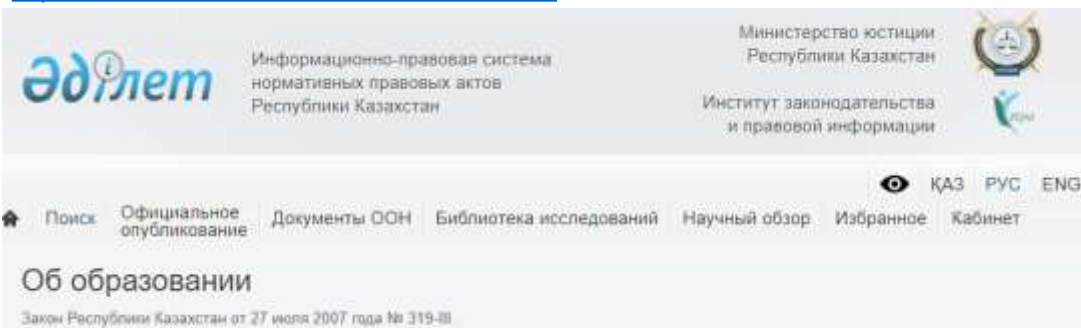 әділет
Информационно-правовая система
нормативных правовых актов
Республики Казахстан
Министерство юстиции
Республики Казахстан
Институт законодательства
и правовой информации
ҚАЗ РУС ENG
Поиск Официальное опубликование Документы ООН Библиотека исследований Научный обзор Избранное Кабинет
Об образовании
Закон Республики Казахстан от 27 июля 2007 года № 319-III.